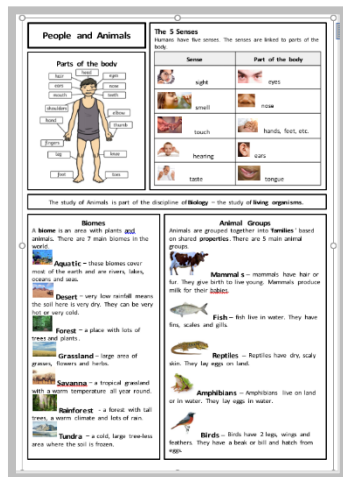 People and Animals
Parts of the body
head
hair
eyes
ears
nose
mouth
teeth
shoulders
elbow
hand
thumb
fingers
leg
knee
foot
toes
The 5 Senses
Humans have five senses. The senses are linked to parts of the
body.
Sense
Part of the body
sight
eyes
smell
nose
touch
hands, feet, etc.
hearing
ears
taste
tongue
The study of Animals is part of the discipline of Biology – the study of living organisms.
Biomes
A biome is an area with plants and
animals. There are 7 main biomes in the
world.
Aquatic – these biomes cover
most of the earth and are rivers, lakes,
oceans and seas.
Desert – very low rainfall means
the soil here is very dry. They can be very
hot or very cold.
Forest – a place with lots of
trees and plants.
Grassland – large area of
grasses, flowers and herbs.
Savanna – a tropical grassland
with a warm temperature all year round.
Rainforest - a forest with tall
trees, a warm climate and lots of rain.
Tundra – a cold, large tree-less
area where the soil is frozen.
Animal Groups
Animals are grouped together into 'families' based
on shared properties. There are 5 main animal
groups.
Mammals – mammals have hair or
fur. They give birth to live young. Mammals produce
milk for their babies.
Fish – fish live in water. They have
fins, scales and gills.
Reptiles – Reptiles have dry, scaly
skin. They lay eggs on land.
Amphibians – Amphibians live on land
or in water. They lay eggs in water.
Birds – Birds have 2 legs, wings and
feathers. They have a beak or bill and hatch from
eggs.